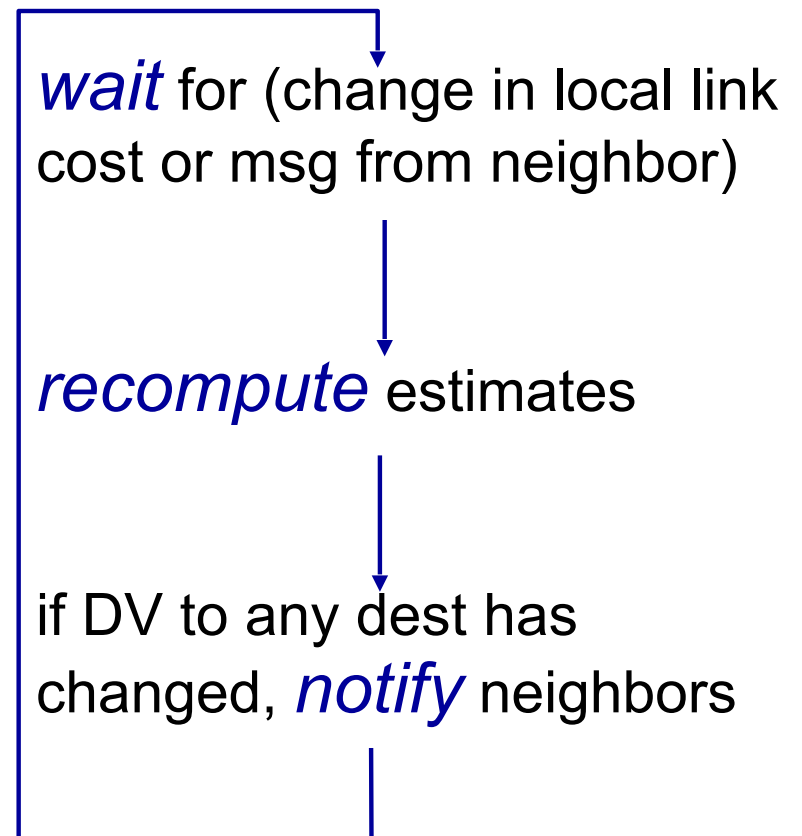 wait for (change in local link
cost or msg from neighbor)
recompute estimates
if DV to any dest has
changed, notify neighbors